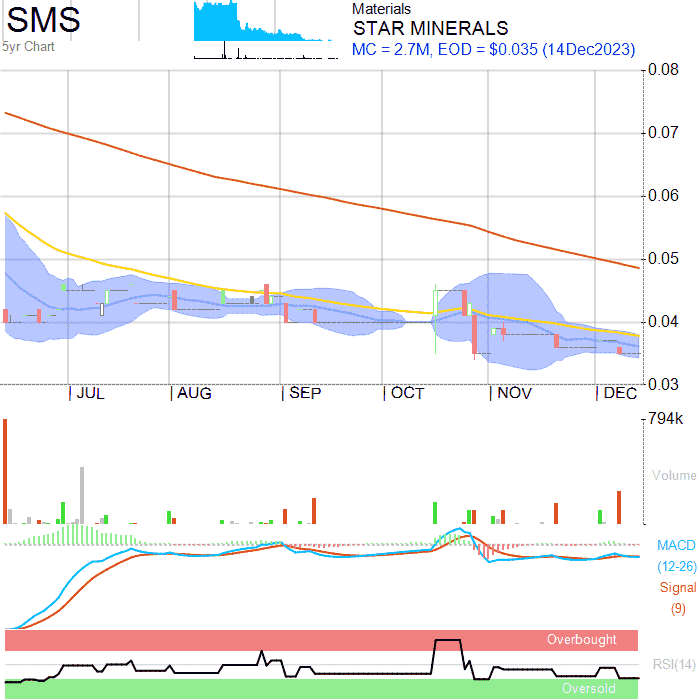 SMS
5yr Chart
Materials
STAR MINERALS
MC = 2.7M, EOD = $0.035 (14Dec2023)
0.08
0.07
0.06
0.05
0.04
0.03
JUL AUG SEP OCT NOV DEC
794k
Volume
MACD
(12-26)
Signal
(9)
Overbought
RSI(14)
Oversold